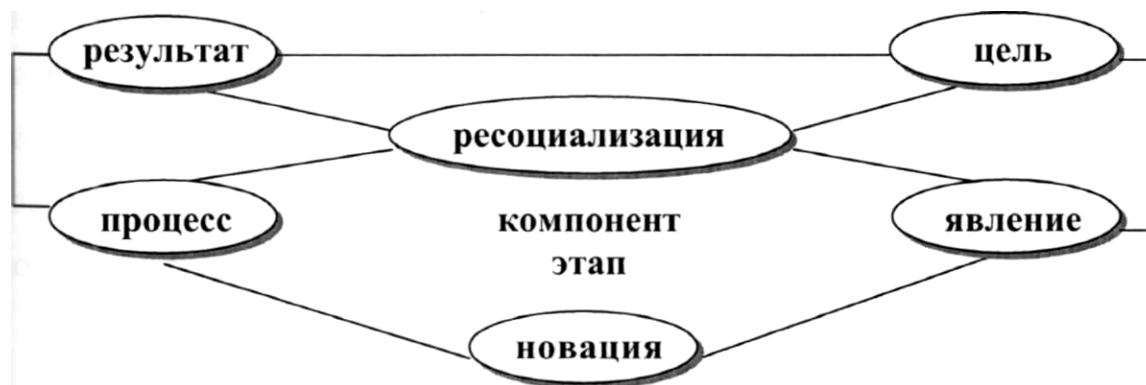 результат
цель
ресоциализация
процесс
компонент
явление
этап
новация